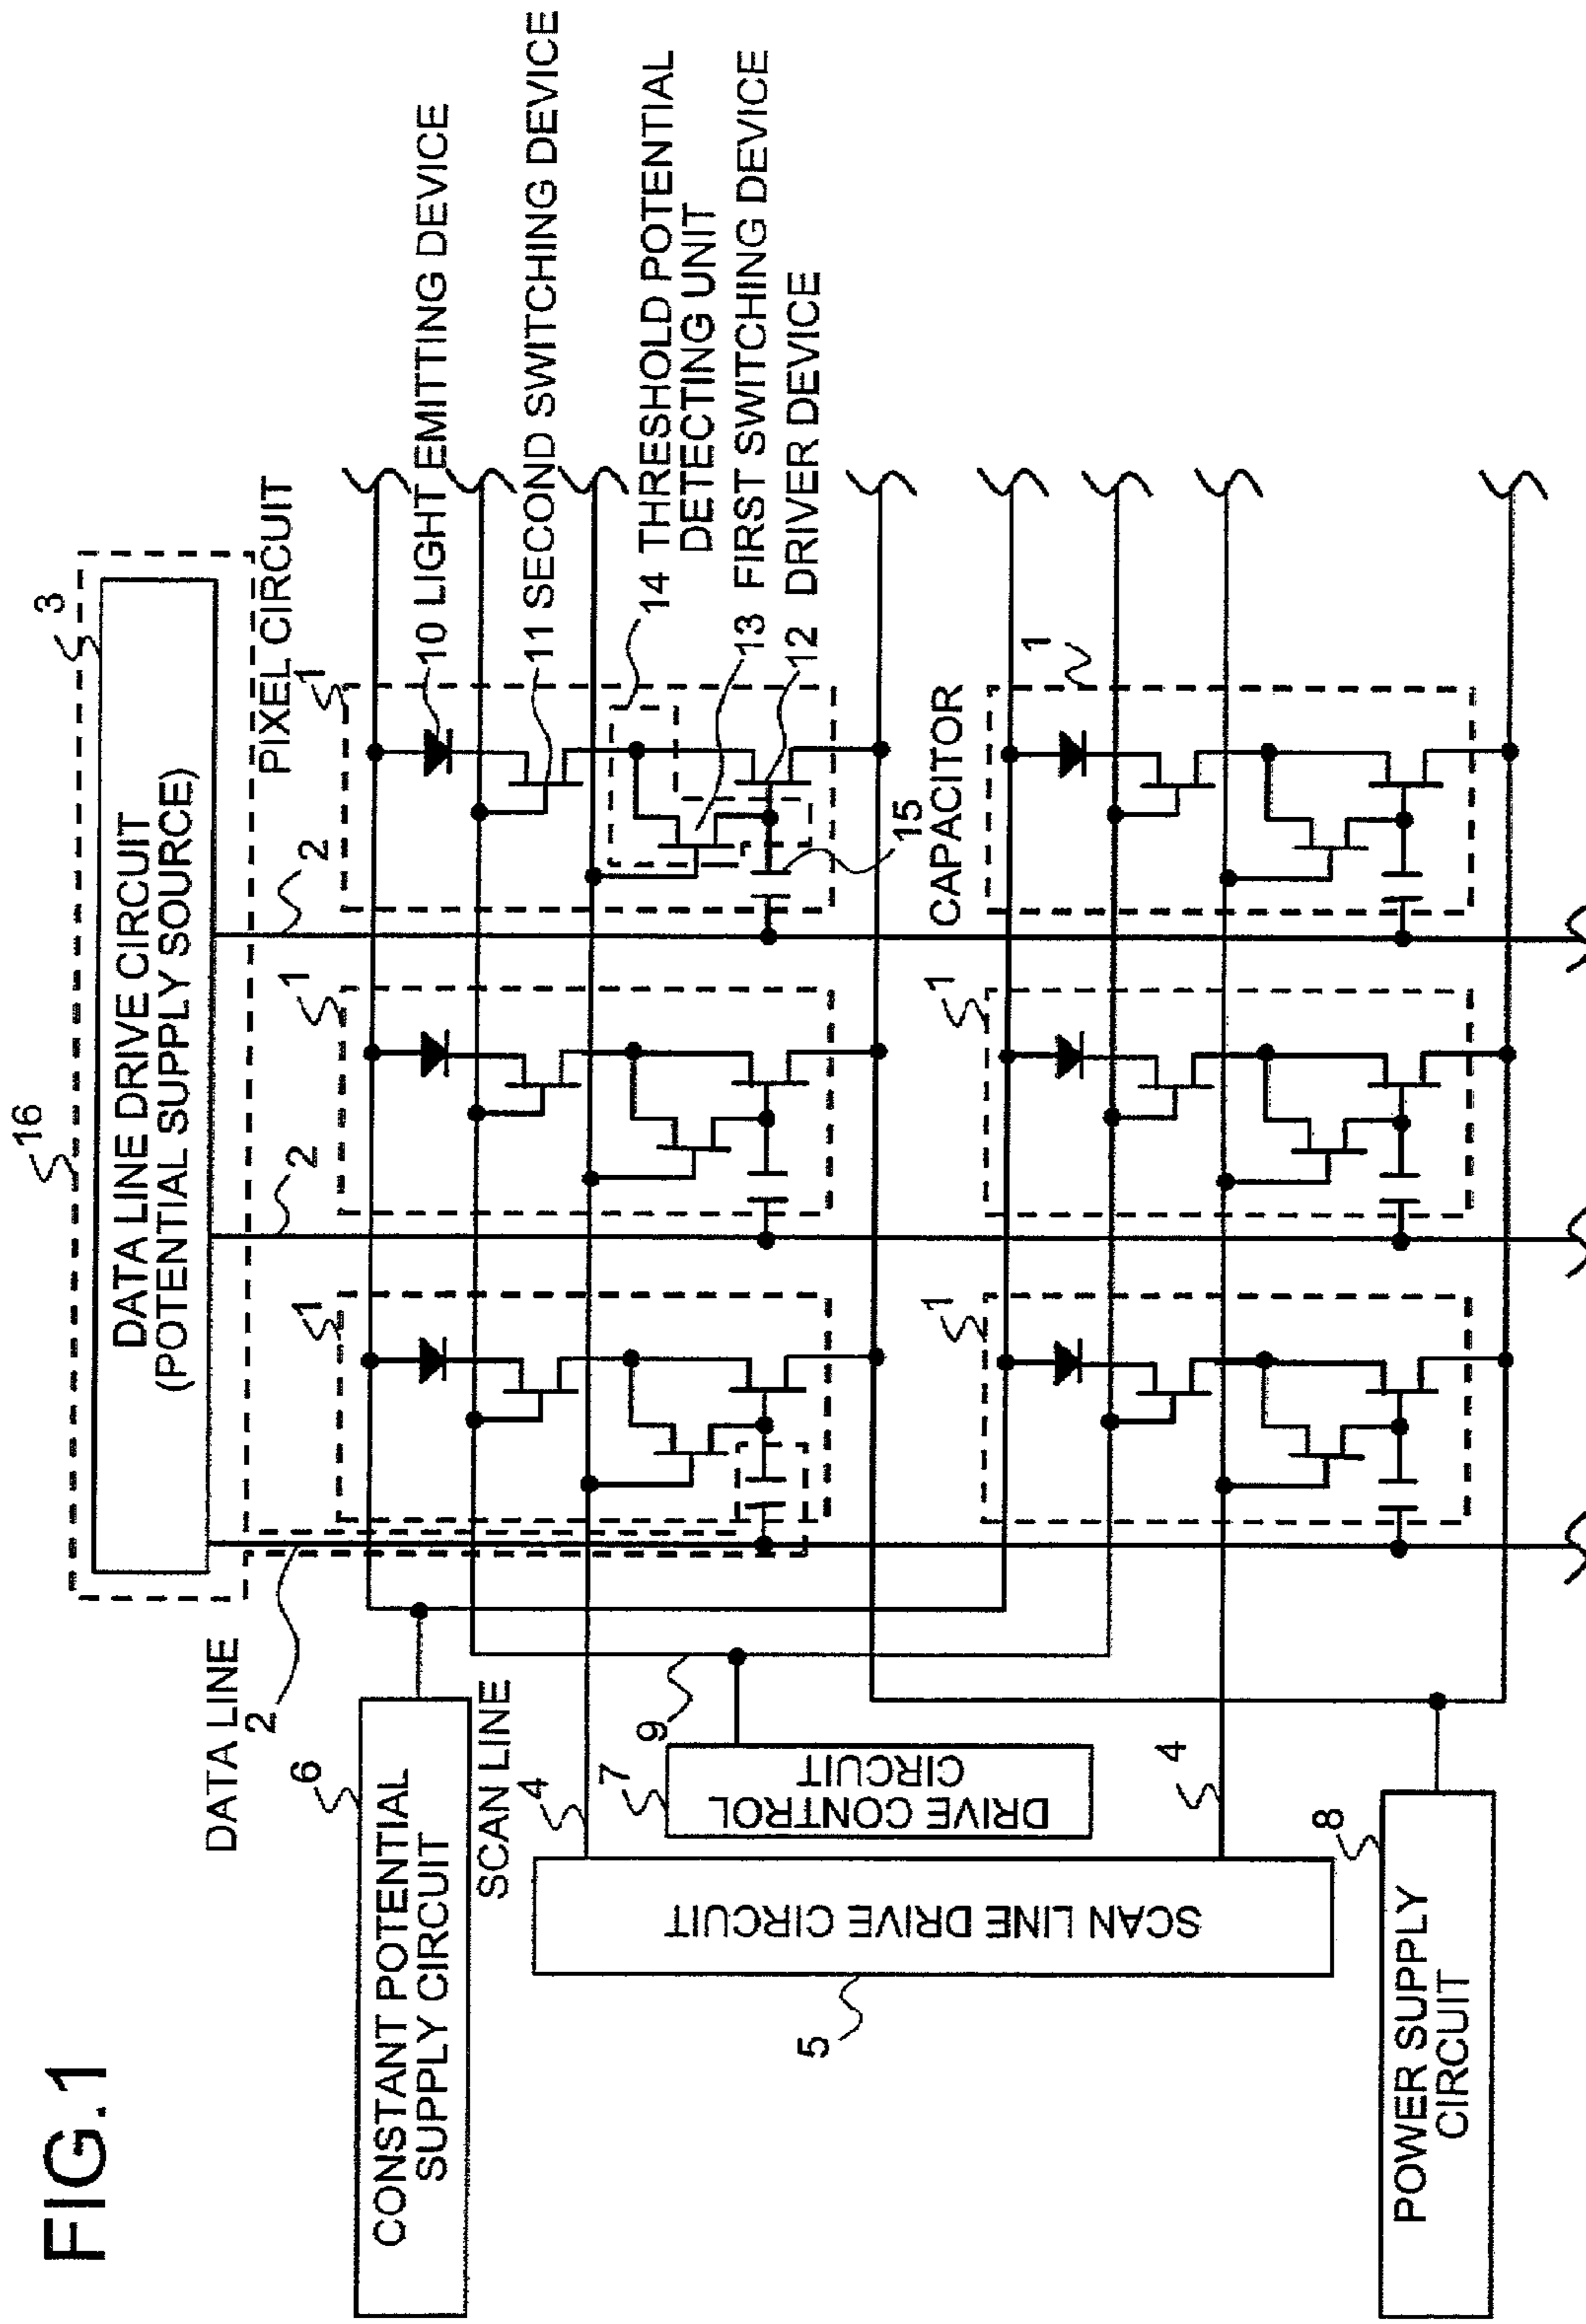 FIG.1
16
3
DATA LINE DRIVE CIRCUIT
(POTENTIAL SUPPLY SOURCE)
PIXEL CIRCUIT
DATA LINE
2
2
2
1
1
1
10 LIGHT EMITTING DEVICE
11 SECOND SWITCHING DEVICE
14 THRESHOLD POTENTIAL
DETECTING UNIT
13 FIRST SWITCHING DEVICE
12 DRIVER DEVICE
15
CAPACITOR
6
CONSTANT POTENTIAL
SUPPLY CIRCUIT
SCAN LINE
4
9
7
DRIVE CONTROL
CIRCUIT
5
SCAN LINE DRIVE CIRCUIT
4
1
1
1
8
POWER SUPPLY
CIRCUIT